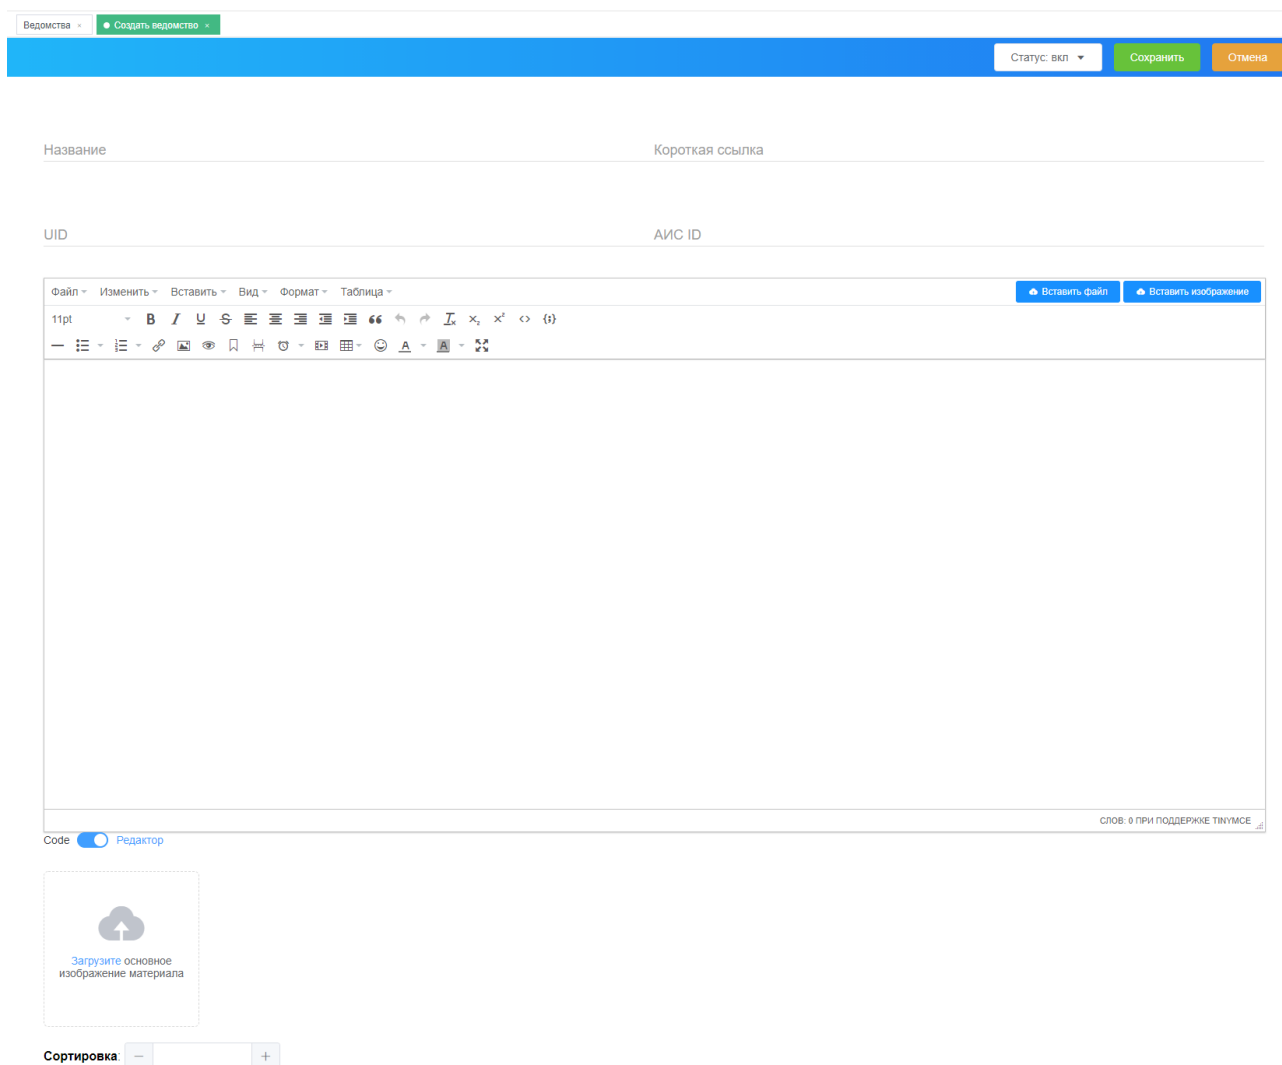 Ведомства × Создать ведомство ×
Статус: вкл Сохранить Отмена
Название Короткая ссылка
UID АИС ID
Файл Изменить Вставить Вид Формат Таблица Вставить файл Вставить изображение
11pt
СЛОВ: 0 ПРИ ПОДДЕРЖКЕ TINYMCE
Code Редактор
Загрузите основное
изображение материала
Сортировка: